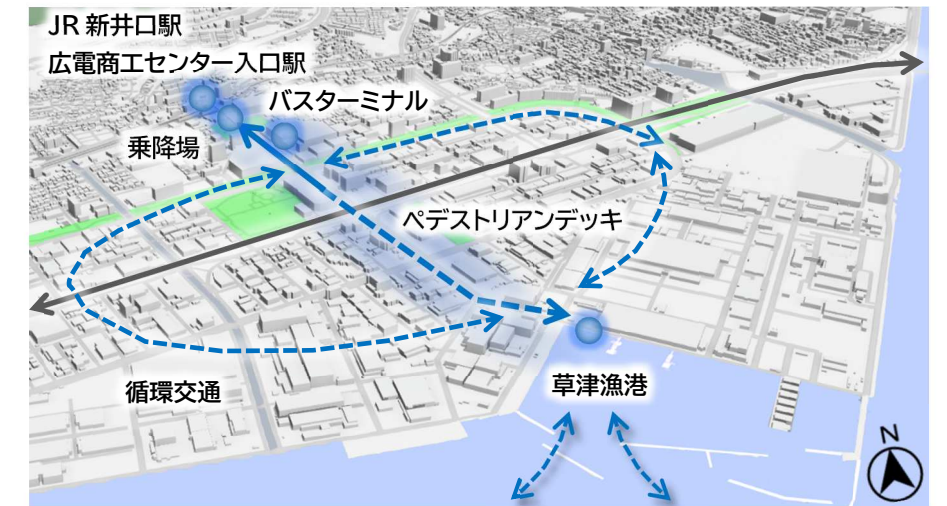 JR 新井口駅
広電商工センター入口駅
バスターミナル
乗降場
ペデストリアンデッキ
循環交通
草津漁港
N